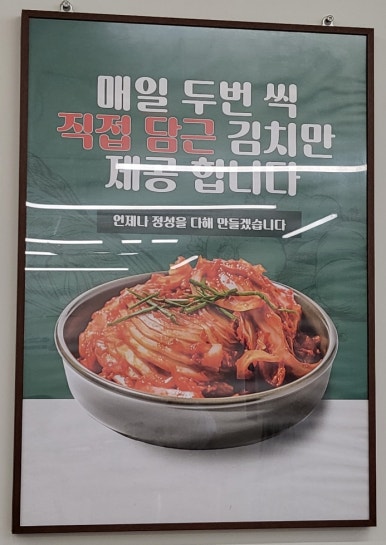 매일 두번 씩
직접 담근 김치만
제공 합니다
언제나 정성을 다해 만들겠습니다